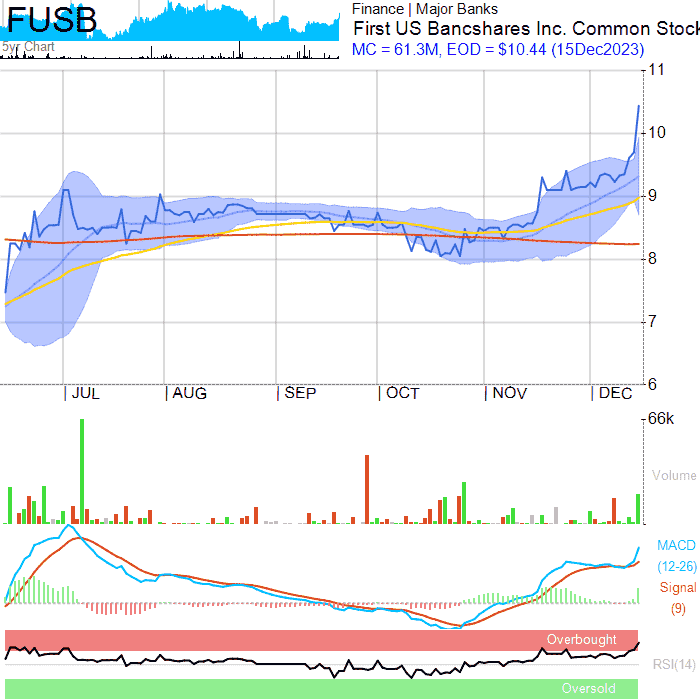 FUSB
5yr Chart
Finance | Major Banks
First US Bancshares Inc. Common Stock
MC = 61.3M, EOD = $10.44 (15Dec2023)
11
10
9
8
7
6
JUL AUG SEP OCT NOV DEC
66k
Volume
MACD
(12-26)
Signal
(9)
Overbought
RSI(14)
Oversold